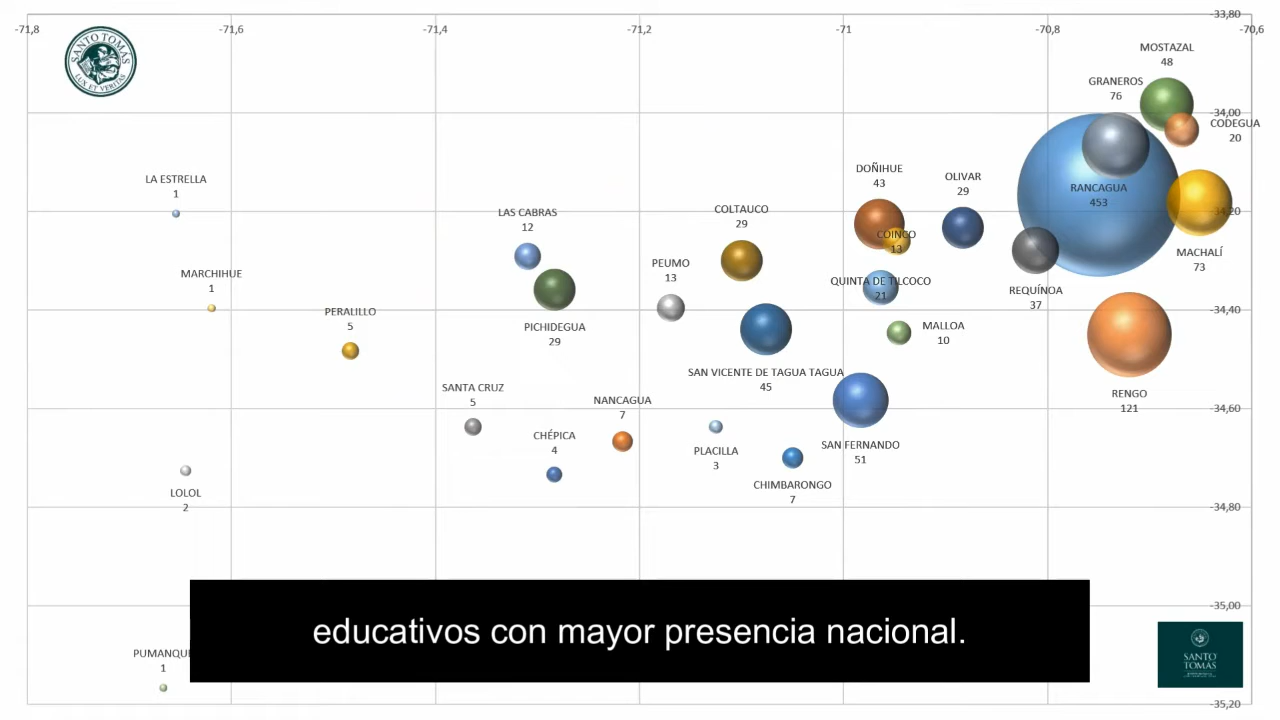 -71,8
-71,6
-71,4
-71,2
-71
-70,8
-70,6
-33,80
SANTO TOMÁS
LUX ET VERITAS
MOSTAZAL
48
GRANEROS
76
-34,00
CODEGUA
20
DOÑIHUE
43
OLIVAR
29
LA ESTRELLA
1
RANCAGUA
453
LAS CABRAS
12
COLTAUCO
29
-34,20
COINCO
13
MACHALÍ
73
MARCHIHUE
1
PEUMO
13
QUINTA DE TILCOCO
21
REQUÍNOA
37
PERALILLO
5
-34,40
PICHIDEGUA
29
MALLOA
10
SAN VICENTE DE TAGUA TAGUA
45
SANTA CRUZ
5
NANCAGUA
7
RENGO
121
-34,60
CHÉPICA
4
PLACILLA
3
SAN FERNANDO
51
CHIMBARONGO
7
LOLOL
2
-34,80
-35,00
educativos con mayor presencia nacional.
PUMANQUE
1
SANTO
TOMÁS
-35,20